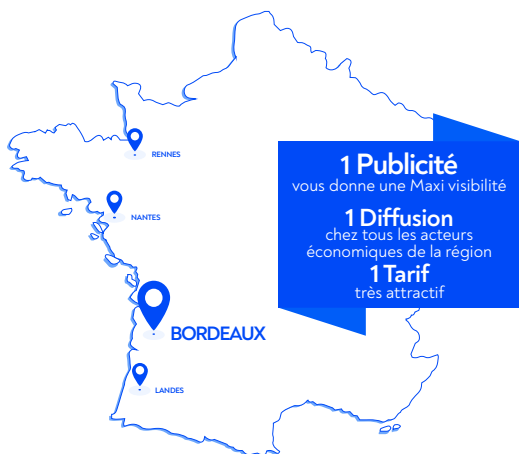 RENNES
1 Publicité
vous donne une Maxi visibilité
NANTES
1 Diffusion
chez tous les acteurs
économiques de la région
1 Tarif
très attractif
BORDEAUX
LANDES